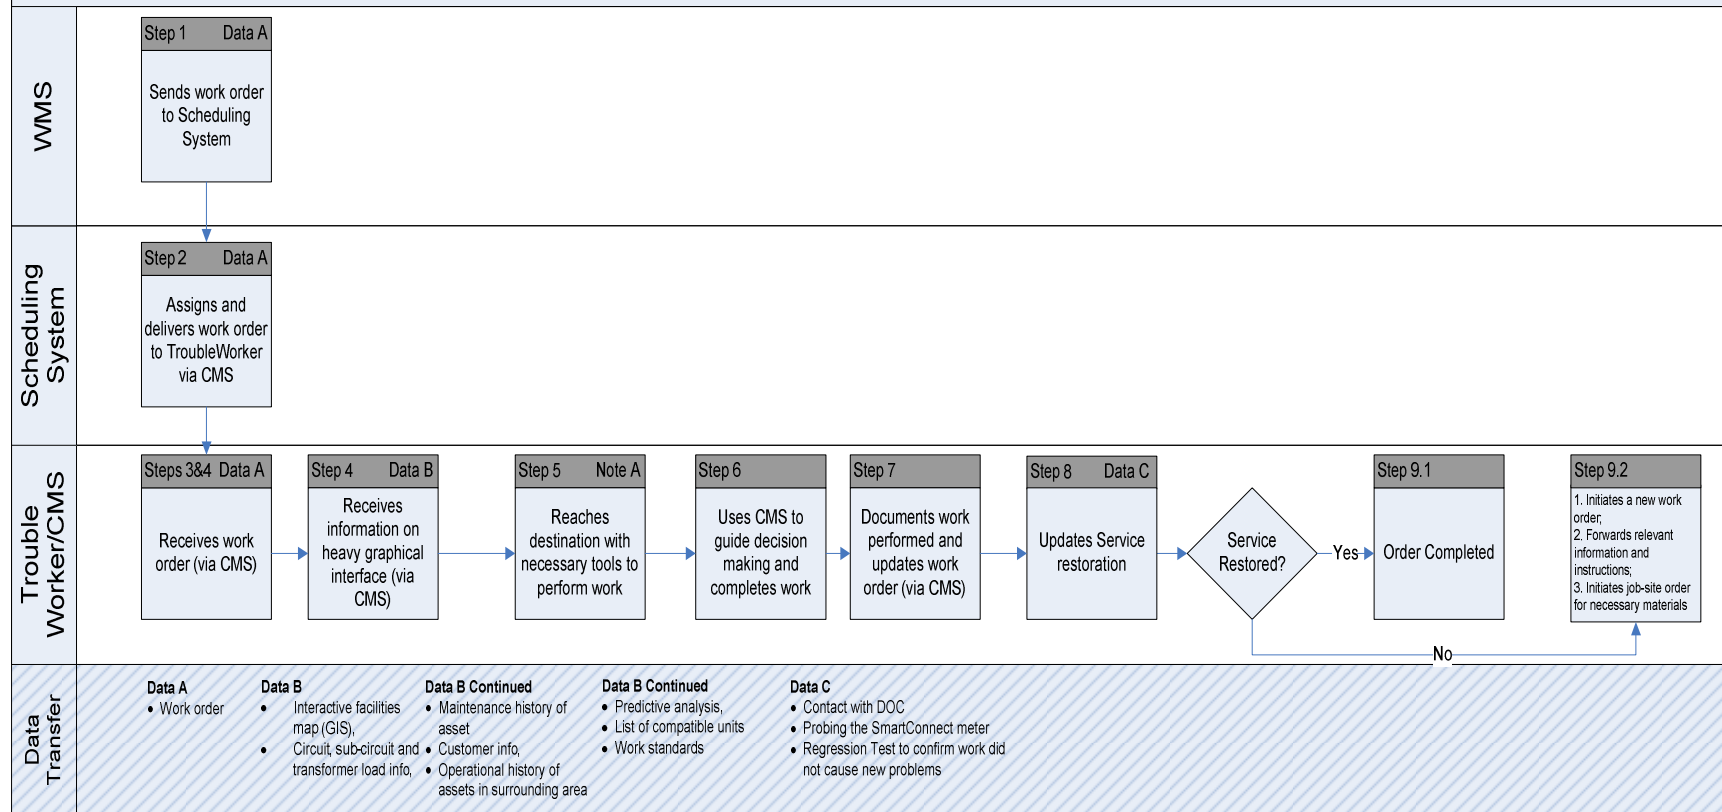 WMS
Step 1 Data A
Sends work order
to Scheduling
System
Scheduling
System
Step 2 Data A
Assigns and
delivers work order
to TroubleWorker
via CMS
Trouble
Worker/CMS
Steps 3&4 Data A
Receives work
order (via CMS)
Step 4 Data B
Receives
information on
heavy graphical
interface (via
CMS)
Step 5 Note A
Reaches
destination with
necessary tools to
perform work
Step 6
Uses CMS to
guide decision
making and
completes work
Step 7
Documents work
performed and
updates work
order (via CMS)
Step 8 Data C
Updates Service
restoration
Service
Restored?
Yes
No
Step 9.1
Order Completed
Step 9.2
1. Initiates a new work
order;
2. Forwards relevant
information and
instructions;
3. Initiates job-site order
for necessary materials
Data
Transfer
Data A
• Work order
Data B
• Interactive facilities
map (GIS),
• Circuit, sub-circuit and
transformer load info,
Data B Continued
• Maintenance history of
asset
• Customer info,
• Operational history of
assets in surrounding area
Data B Continued
• Predictive analysis,
• List of compatible units
• Work standards
Data C
• Contact with DOC
• Probing the SmartConnect meter
• Regression Test to confirm work did
not cause new problems